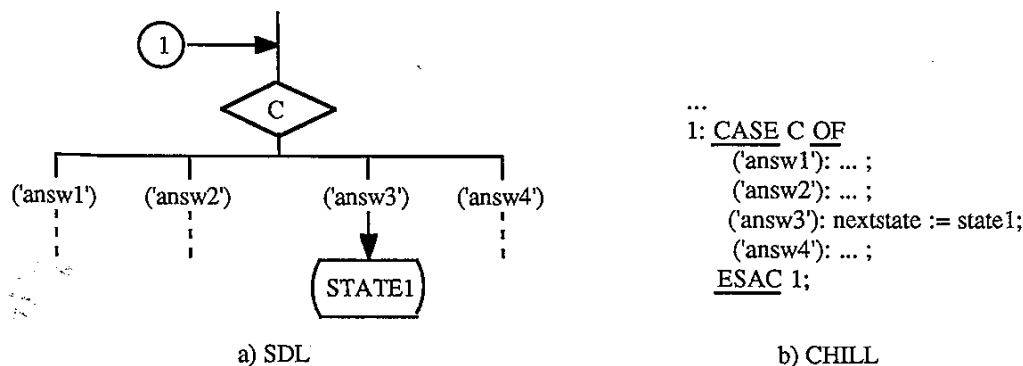 1
C
('answ1') ('answ2') ('answ3') ('answ4')
STATE1
a) SDL
...
1: CASE C OF
('answ1'): ... ;
('answ2'): ... ;
('answ3'): nextstate := state1;
('answ4'): ... ;
ESAC 1;
b) CHILL